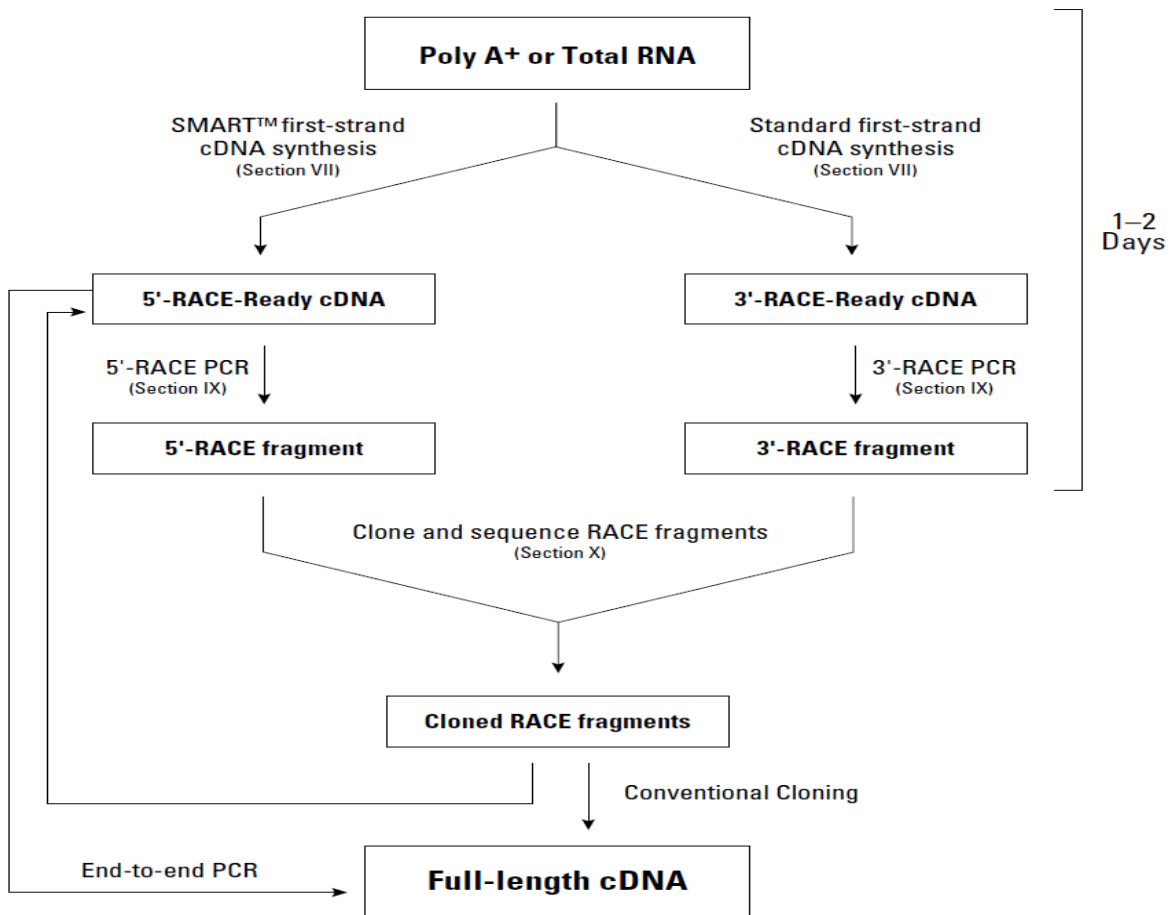 Poly A+ or Total RNA
SMART™ first-strand
cDNA synthesis
(Section VII)
Standard first-strand
cDNA synthesis
(Section VII)
1–2
Days
5'-RACE-Ready cDNA
3'-RACE-Ready cDNA
5'-RACE PCR
(Section IX)
3'-RACE PCR
(Section IX)
5'-RACE fragment
3'-RACE fragment
Clone and sequence RACE fragments
(Section X)
Cloned RACE fragments
Conventional Cloning
End-to-end PCR
Full-length cDNA